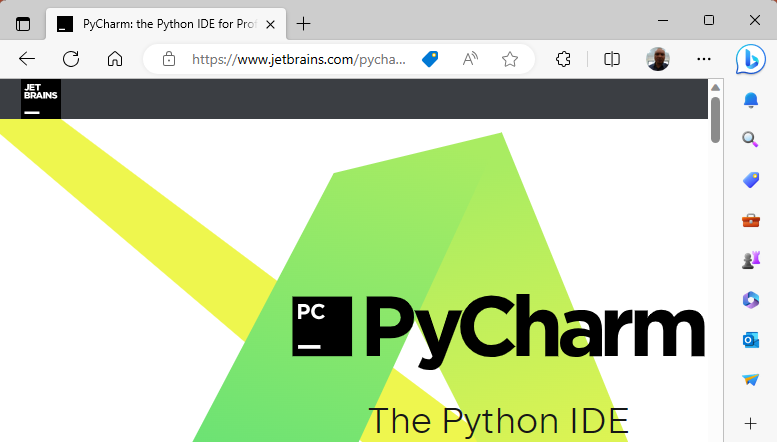 PyCharm: the Python IDE for Prof
https://www.jetbrains.com/pycha...
JET
BRAINS
PC
PyCharm
The Python IDE